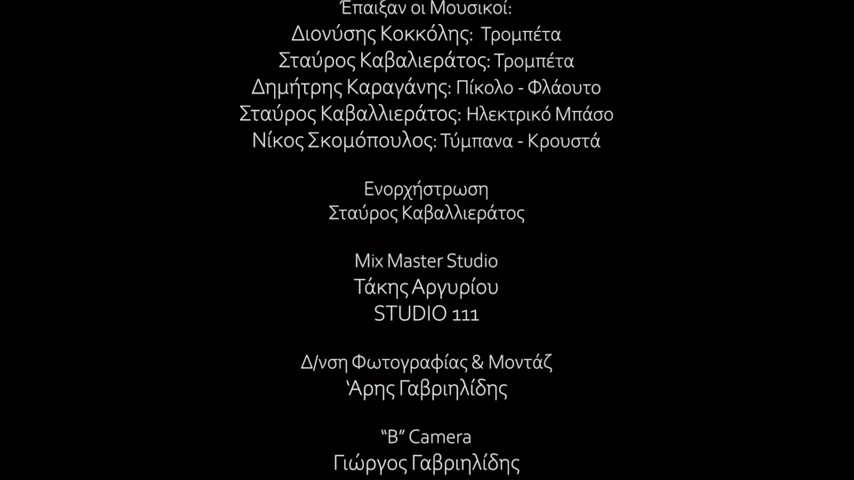 Έπαιξαν οι Μουσικοί:
Διονύσης Κοκκόλης: Τρομπέτα
Σταύρος Καβαλιεράτος: Τρομπέτα
Δημήτρης Καραγάνης: Πίκολο - Φλάουτο
Σταύρος Καβαλλιεράτος: Ηλεκτρικό Μπάσο
Νίκος Σκομόπουλος: Τύμπανα - Κρουστά
Ενορχήστρωση
Σταύρος Καβαλλιεράτος
Mix Master Studio
Τάκης Αργυρίου
STUDIO 111
Δ/νση Φωτογραφίας & Μοντάζ
‘Αρης Γαβριηλίδης
“B” Camera
Γιώργος Γαβριηλίδης